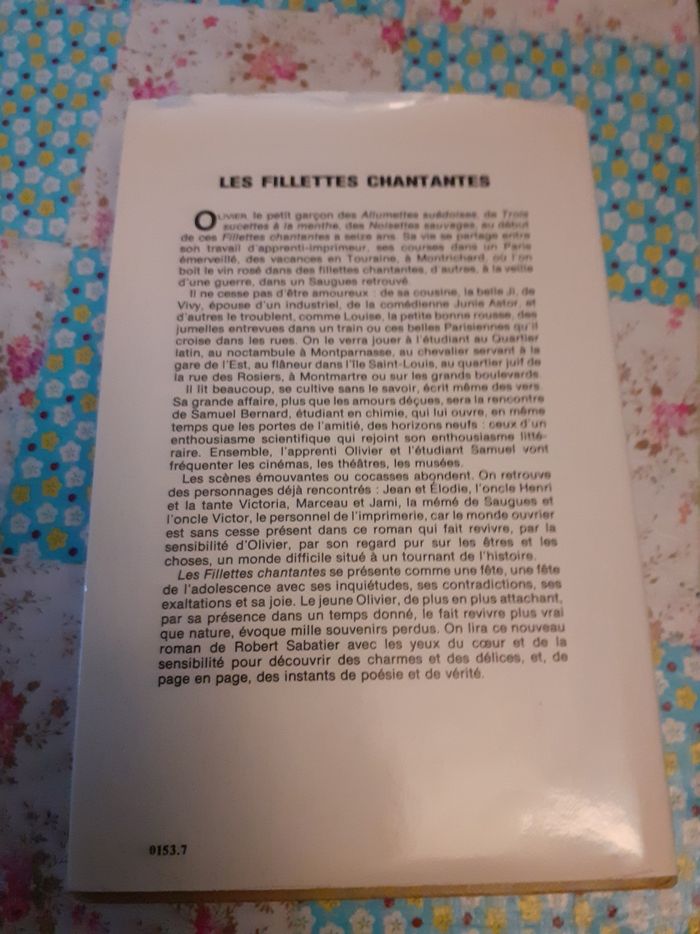 LES FILLETTES CHANTANTES
OLIVIER, le petit garçon des Allumettes suédoises, de Trois
sucettes à la menthe, des Noisettes sauvages, au début
de ces Fillettes chantantes a seize ans. Sa vie se partage entre
son travail d'apprenti-imprimeur, ses courses dans un Paris
émerveillé, des vacances en Touraine, à Montrichard, où l'on
boit le vin rosé dans des fillettes chantantes, d'autres, à la veille
d'une guerre, dans un Saugues retrouvé.
Il ne cesse pas d'être amoureux : de sa cousine, la belle Ji, de
Vivy, épouse d'un industriel, de la comédienne Junie Astor, et
d'autres le troublent, comme Louise, la petite bonne rousse, des
jumelles entrevues dans un train ou ces belles Parisiennes qu'il
croise dans les rues. On le verra jouer à l'étudiant au Quartier
latin, au noctambule à Montparnasse, au chevalier servant à la
gare de l'Est, au flâneur dans l'île Saint-Louis, au quartier juif de
la rue des Rosiers, à Montmartre ou sur les grands boulevards.
Il lit beaucoup, se cultive sans le savoir, écrit même des vers.
Sa grande affaire, plus que les amours déçues, sera la rencontre
de Samuel Bernard, étudiant en chimie, qui lui ouvre, en même
temps que les portes de l'amitié, des horizons neufs : ceux d'un
enthousiasme scientifique qui rejoint son enthousiasme litté-
raire. Ensemble, l'apprenti Olivier et l'étudiant Samuel vont
fréquenter les cinémas, les théâtres, les musées.
Les scènes émouvantes ou cocasses abondent. On retrouve
des personnages déjà rencontrés : Jean et Élodie, l'oncle Henri
et la tante Victoria, Marceau et Jami, la mémé de Saugues et
l'oncle Victor, le personnel de l'imprimerie, car le monde ouvrier
est sans cesse présent dans ce roman qui fait revivre, par la
sensibilité d'Olivier, par son regard pur sur les êtres et les
choses, un monde difficile situé à un tournant de l'histoire.
Les Fillettes chantantes se présente comme une fête, une fête
de l'adolescence avec ses inquiétudes, ses contradictions, ses
exaltations et sa joie. Le jeune Olivier, de plus en plus attachant,
par sa présence dans un temps donné, le fait revivre plus vrai
que nature, évoque mille souvenirs perdus. On lira ce nouveau
roman de Robert Sabatier avec les yeux du cœur et de la
sensibilité pour découvrir des charmes et des délices, et, de
page en page, des instants de poésie et de vérité.
0153.7